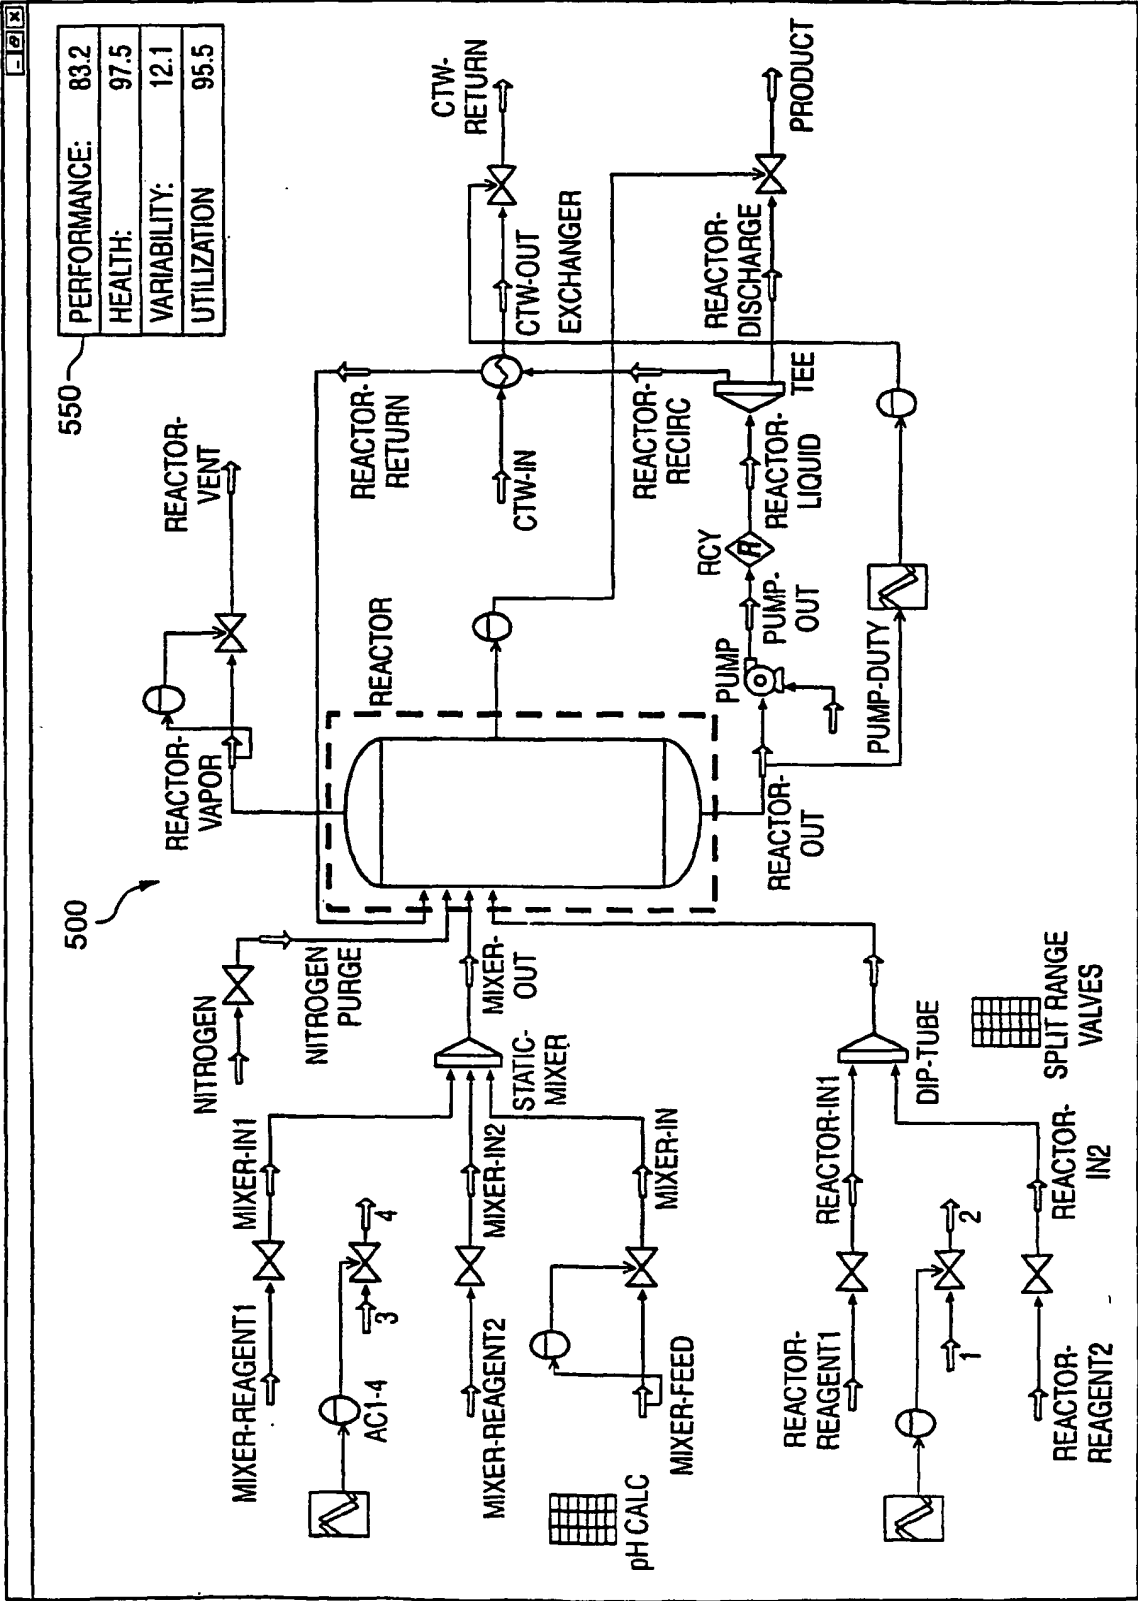 550
PERFORMANCE: 83.2
HEALTH: 97.5
VARIABILITY: 12.1
UTILIZATION 95.5
500
NITROGEN
NITROGEN
PURGE
REACTOR-
VAPOR
REACTOR-
VENT
MIXER-REAGENT1
MIXER-IN1
AC1-4
3
4
MIXER-REAGENT2
MIXER-IN2
STATIC-
MIXER
MIXER-
OUT
REACTOR
REACTOR-
RETURN
CTW-IN
CTW-OUT
EXCHANGER
CTW-
RETURN
pH CALC
MIXER-FEED
MIXER-IN
REACTOR-
RECIRC
REACTOR-
DISCHARGE
PRODUCT
PUMP
PUMP-
OUT
RCY
R
REACTOR-
LIQUID
TEE
REACTOR-
OUT
PUMP-DUTY
REACTOR-
REAGENT1
REACTOR-IN1
DIP-TUBE
1
2
REACTOR-
REAGENT2
REACTOR-
IN2
SPLIT RANGE
VALVES